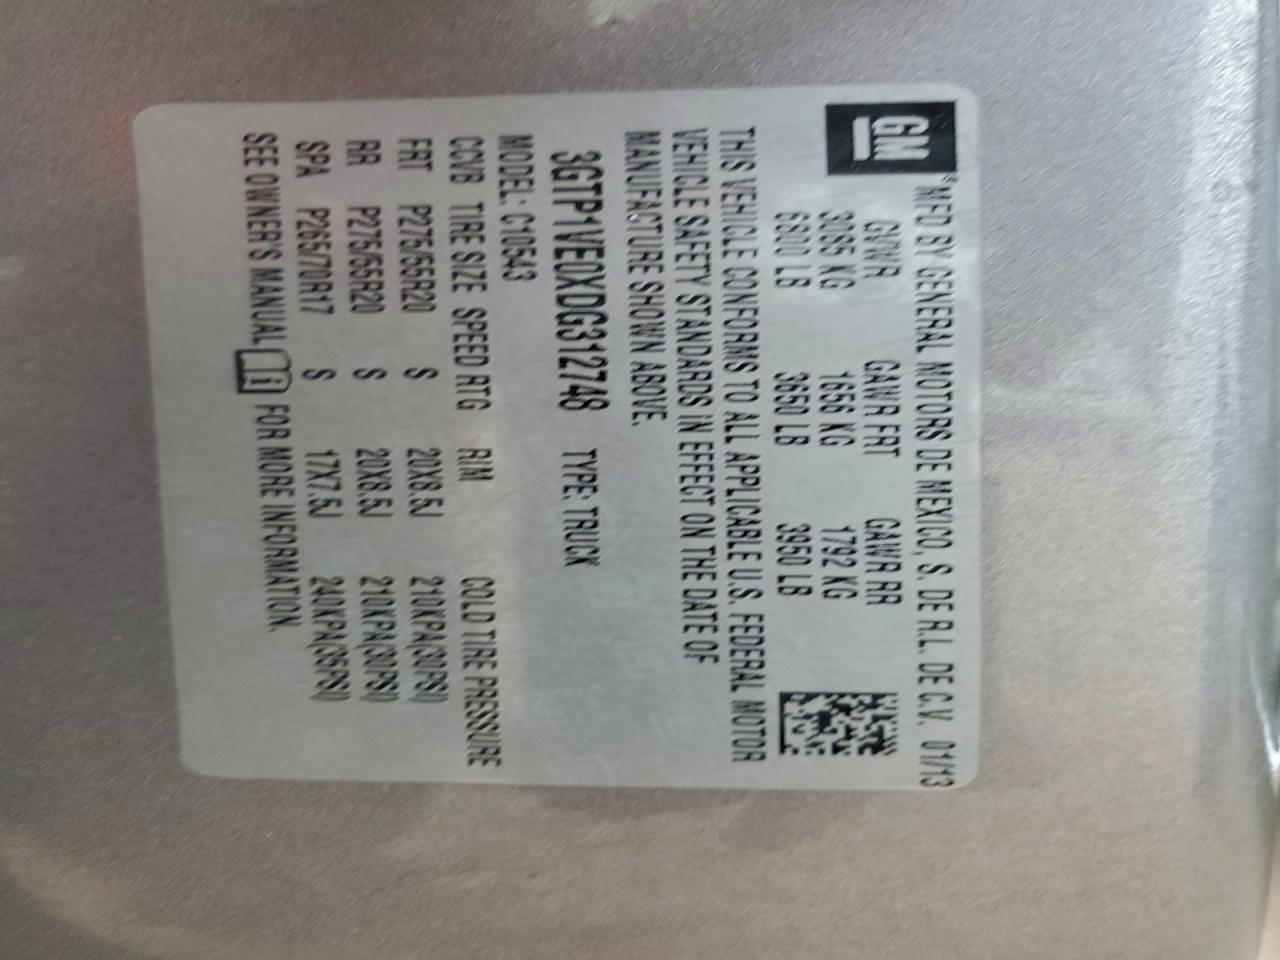 GM
MFD BY GENERAL MOTORS DE MEXICO, S. DE R.L. DE C.V. 01/13
GVWR GAWR FRT GAWR RR
3085 KG 1656 KG 1792 KG
6800 LB 3650 LB 3950 LB
THIS VEHICLE CONFORMS TO ALL APPLICABLE U.S. FEDERAL MOTOR
VEHICLE SAFETY STANDARDS IN EFFECT ON THE DATE OF
MANUFACTURE SHOWN ABOVE.
3GTP1VE0XDG312748 TYPE: TRUCK
MODEL: C10543
CCVB TIRE SIZE SPEED RTG RIM COLD TIRE PRESSURE
FRT P275/55R20 S 20X8.5J 210KPA(30PSI)
RR P275/55R20 S 20X8.5J 210KPA(30PSI)
SPA P265/70R17 S 17X7.5J 240KPA(35PSI)
SEE OWNER'S MANUAL i FOR MORE INFORMATION.